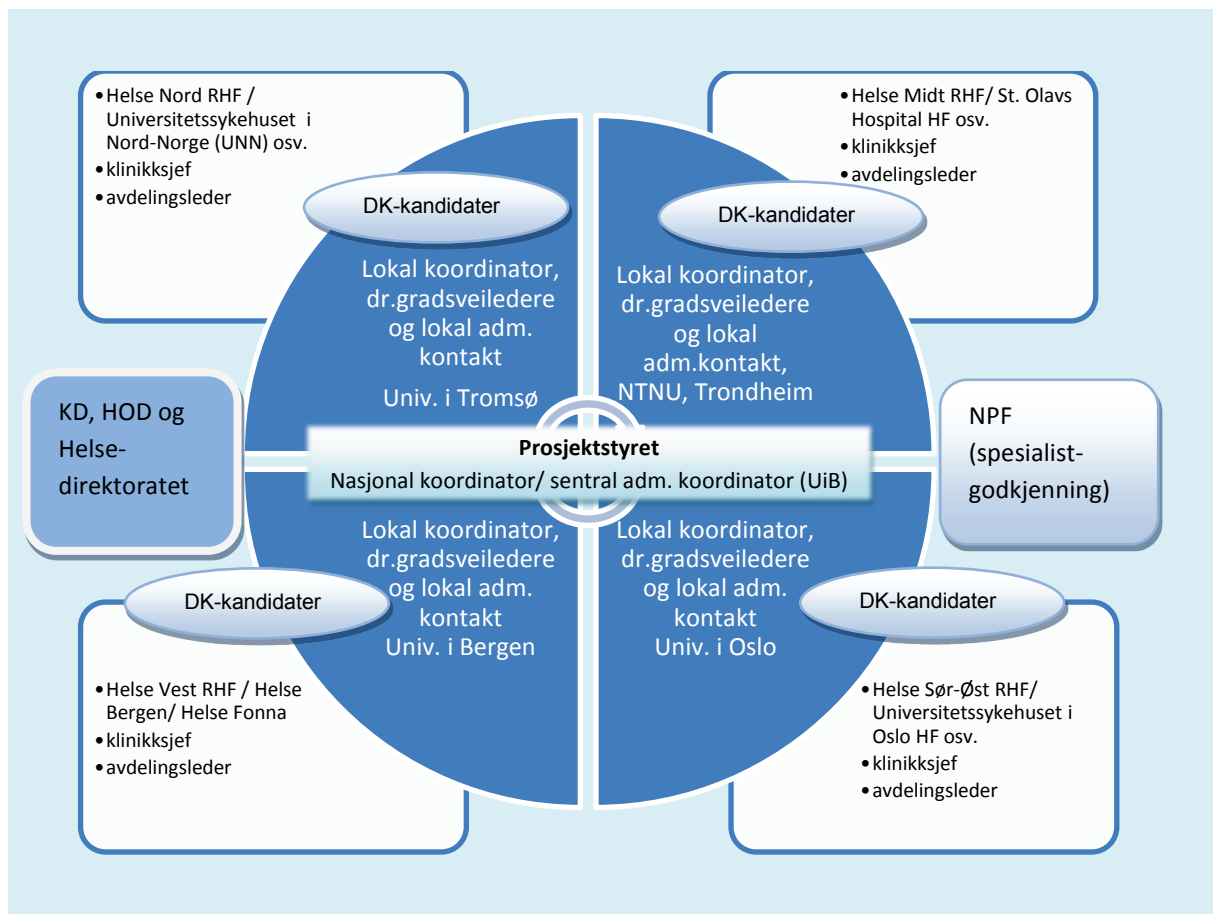 •Helse Nord RHF /
Universitetssykehuset i
Nord-Norge (UNN) osv.
•klinikksjef
•avdelingsleder
•Helse Midt RHF/ St. Olavs
Hospital HF osv.
•klinikksjef
•avdelingsleder
DK-kandidater
DK-kandidater
Lokal koordinator,
dr.gradsveiledere
og lokal adm.
kontakt
Univ. i Tromsø
Lokal koordinator,
dr.gradsveiledere
og lokal
adm.kontakt,
NTNU, Trondheim
KD, HOD og
Helse-
direktoratet
Prosjektstyret
Nasjonal koordinator/ sentral adm. koordinator (UiB)
NPF
(spesialist-
godkjenning)
Lokal koordinator,
dr.gradsveiledere
og lokal adm.
kontakt
Univ. i Bergen
Lokal koordinator,
dr.gradsveiledere
og lokal adm.
kontakt
Univ. i Oslo
DK-kandidater
DK-kandidater
•Helse Vest RHF / Helse
Bergen/ Helse Fonna
•klinikksjef
•avdelingsleder
•Helse Sør-Øst RHF/
Universitetssykehuset i
Oslo HF osv.
•klinikksjef
•avdelingsleder